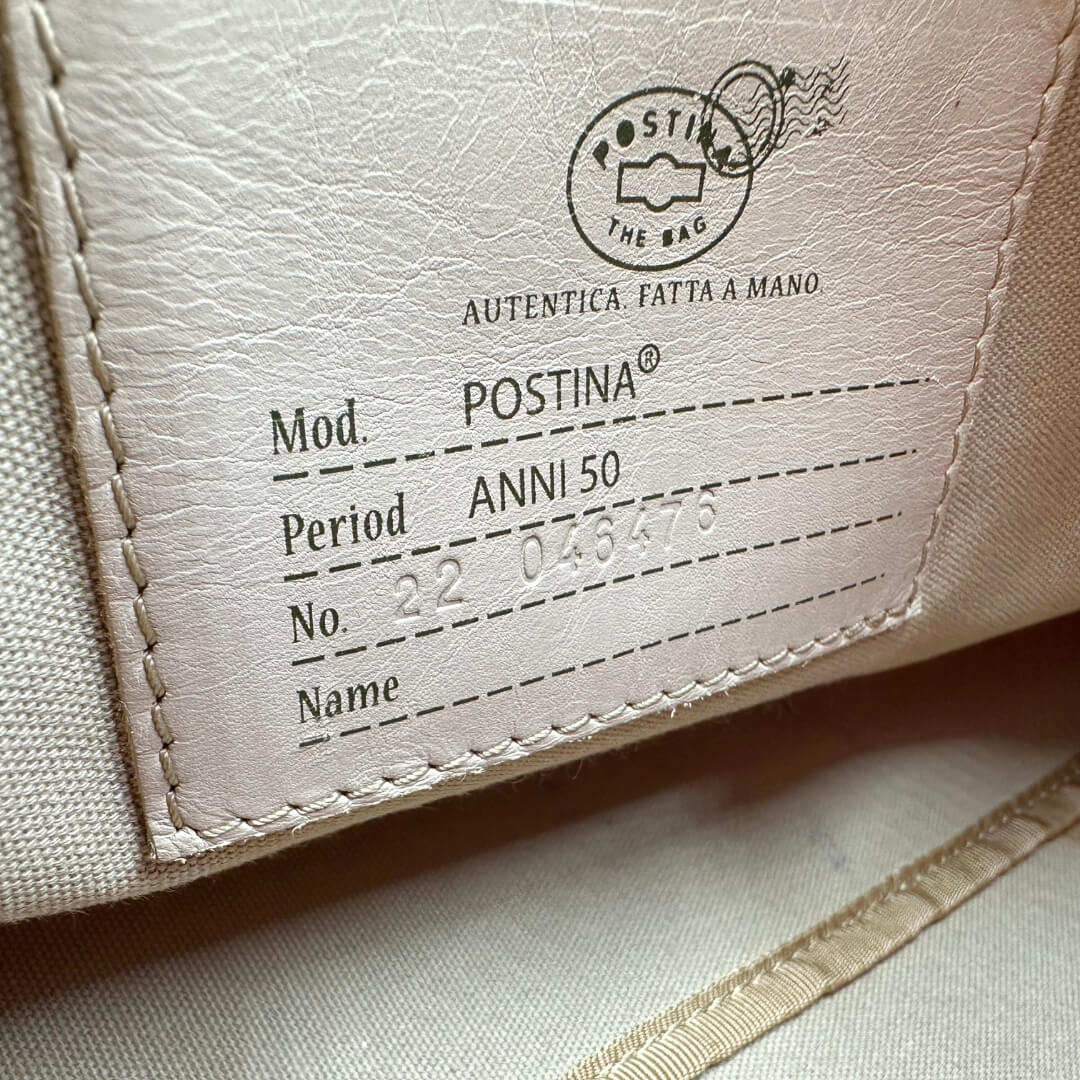 POSTINA
THE BAG
AUTENTICA. FATTA A MANO.
Mod. POSTINA®
Period ANNI 50
No. 22 046476
Name